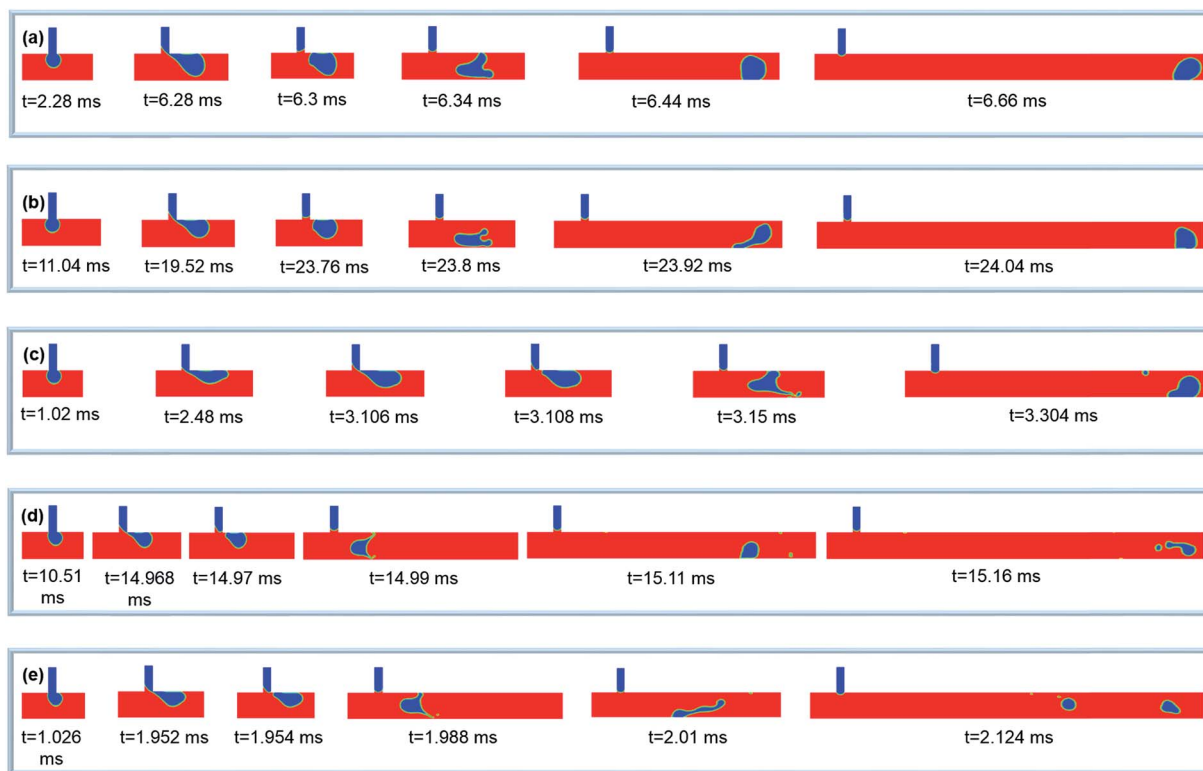 (a)
t=2.28 ms t=6.28 ms t=6.3 ms t=6.34 ms t=6.44 ms t=6.66 ms
(b)
t=11.04 ms t=19.52 ms t=23.76 ms t=23.8 ms t=23.92 ms t=24.04 ms
(c)
t=1.02 ms t=2.48 ms t=3.106 ms t=3.108 ms t=3.15 ms t=3.304 ms
(d)
t=10.51 ms t=14.968 ms t=14.97 ms t=14.99 ms t=15.11 ms t=15.16 ms
(e)
t=1.026 ms t=1.952 ms t=1.954 ms t=1.988 ms t=2.01 ms t=2.124 ms